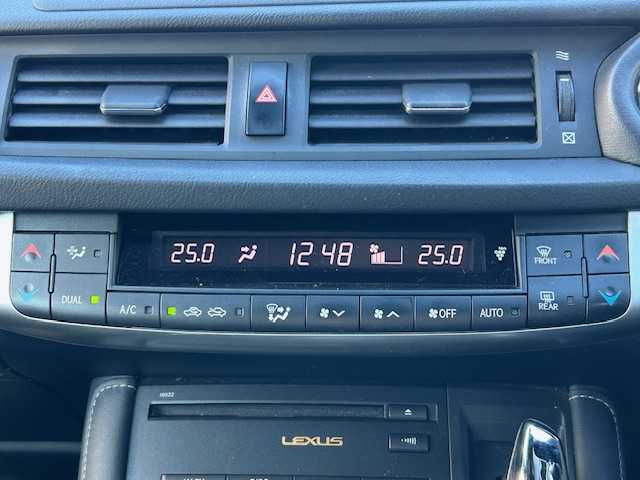 25.0 12:48 25.0
FRONT
DUAL
A/C
OFF
AUTO
REAR
LEXUS